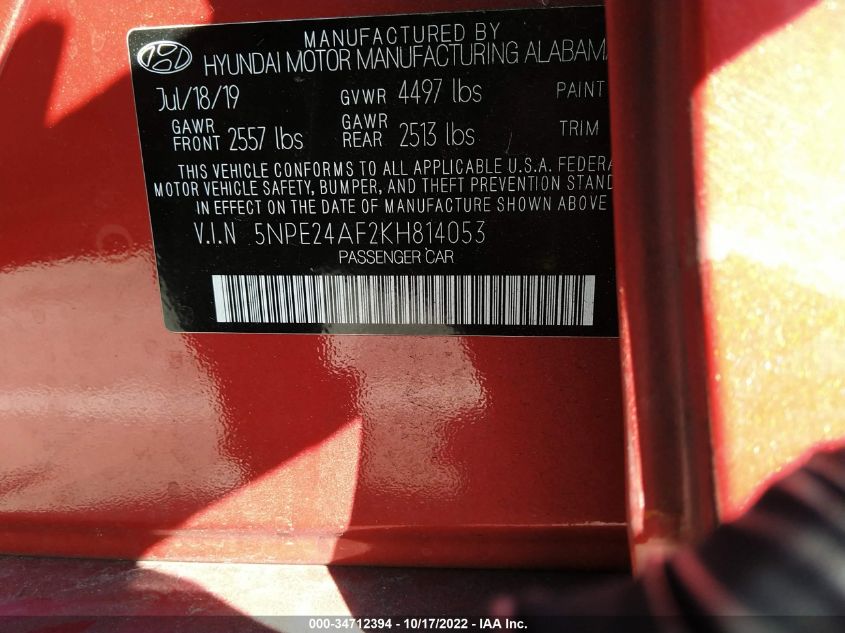 MANUFACTURED BY
HYUNDAI MOTOR MANUFACTURING ALABAMA
Jul/18/19 GVWR 4497 lbs PAINT
GAWR FRONT 2557 lbs GAWR REAR 2513 lbs TRIM
THIS VEHICLE CONFORMS TO ALL APPLICABLE U.S.A. FEDERA
MOTOR VEHICLE SAFETY, BUMPER, AND THEFT PREVENTION STAND
IN EFFECT ON THE DATE OF MANUFACTURE SHOWN ABOVE
V.I.N 5NPE24AF2KH814053
PASSENGER CAR
000-34712394 - 10/17/2022 - IAA Inc.